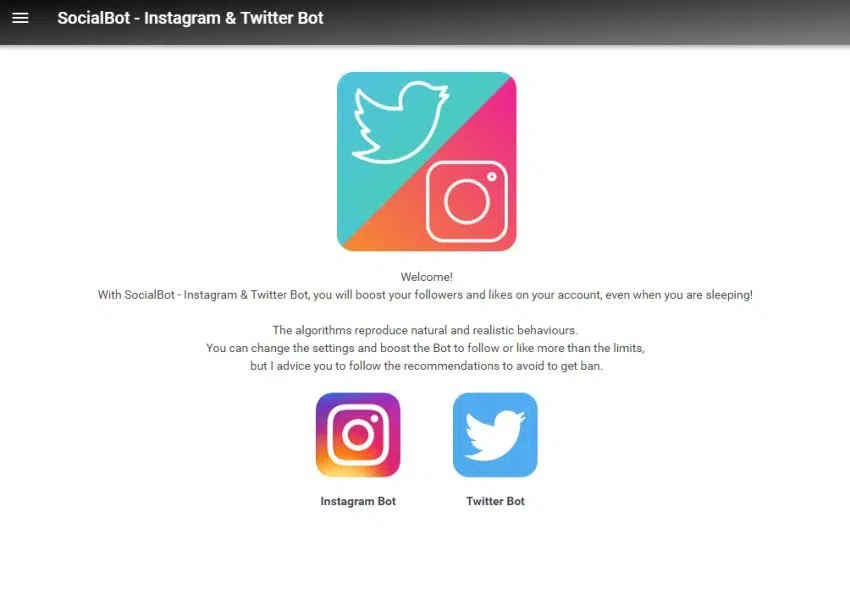 SocialBot - Instagram & Twitter Bot
Welcome!
With SocialBot - Instagram & Twitter Bot, you will boost your followers and likes on your account, even when you are sleeping!
The algorithms reproduce natural and realistic behaviours.
You can change the settings and boost the Bot to follow or like more than the limits,
but I advice you to follow the recommendations to avoid to get ban.
Instagram Bot
Twitter Bot